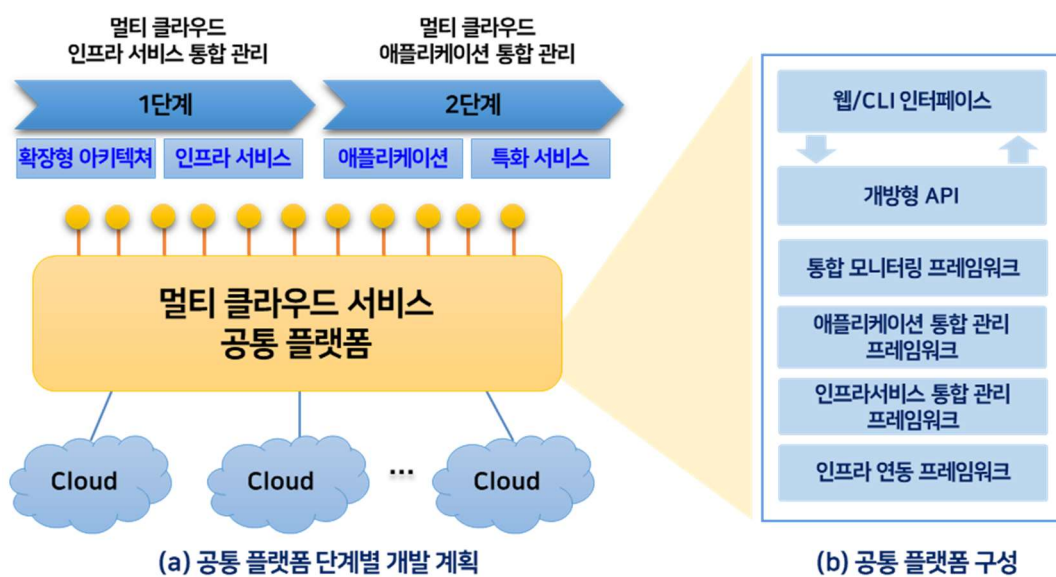 멀티 클라우드
인프라 서비스 통합 관리
멀티 클라우드
애플리케이션 통합 관리
1단계
2단계
확장형 아키텍쳐
인프라 서비스
애플리케이션
특화 서비스
멀티 클라우드 서비스
공통 플랫폼
Cloud
Cloud
...
Cloud
(a) 공통 플랫폼 단계별 개발 계획
웹/CLI 인터페이스
개방형 API
통합 모니터링 프레임워크
애플리케이션 통합 관리
프레임워크
인프라서비스 통합 관리
프레임워크
인프라 연동 프레임워크
(b) 공통 플랫폼 구성